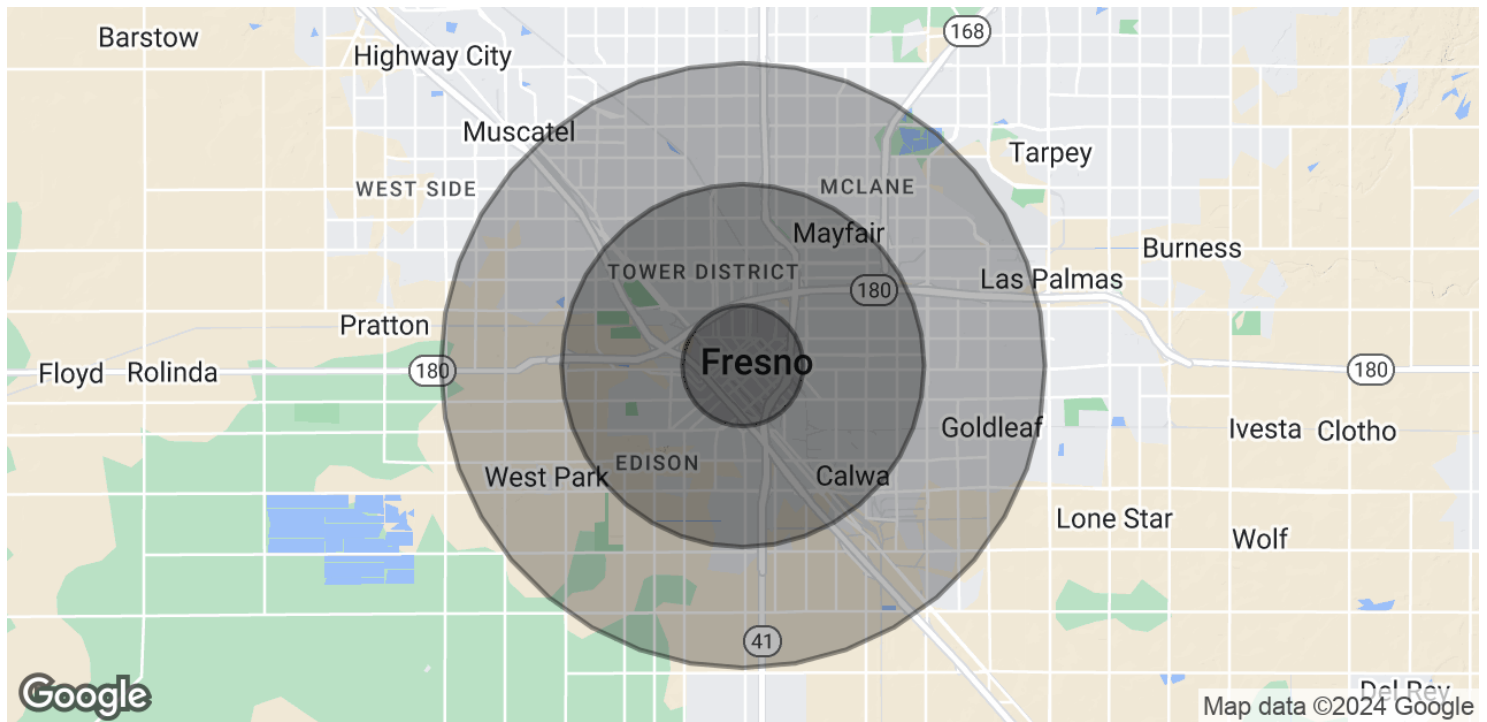 Barstow
168
Highway City
Muscatel
Tarpey
WEST SIDE
MCLANE
Mayfair
Burness
TOWER DISTRICT
Las Palmas
180
Pratton
Fresno
Floyd
Rolinda
180
180
Goldleaf
Ivesta
Clotho
EDISON
West Park
Calwa
Lone Star
Wolf
41
Del Rey
Google
Map data ©2024 Google